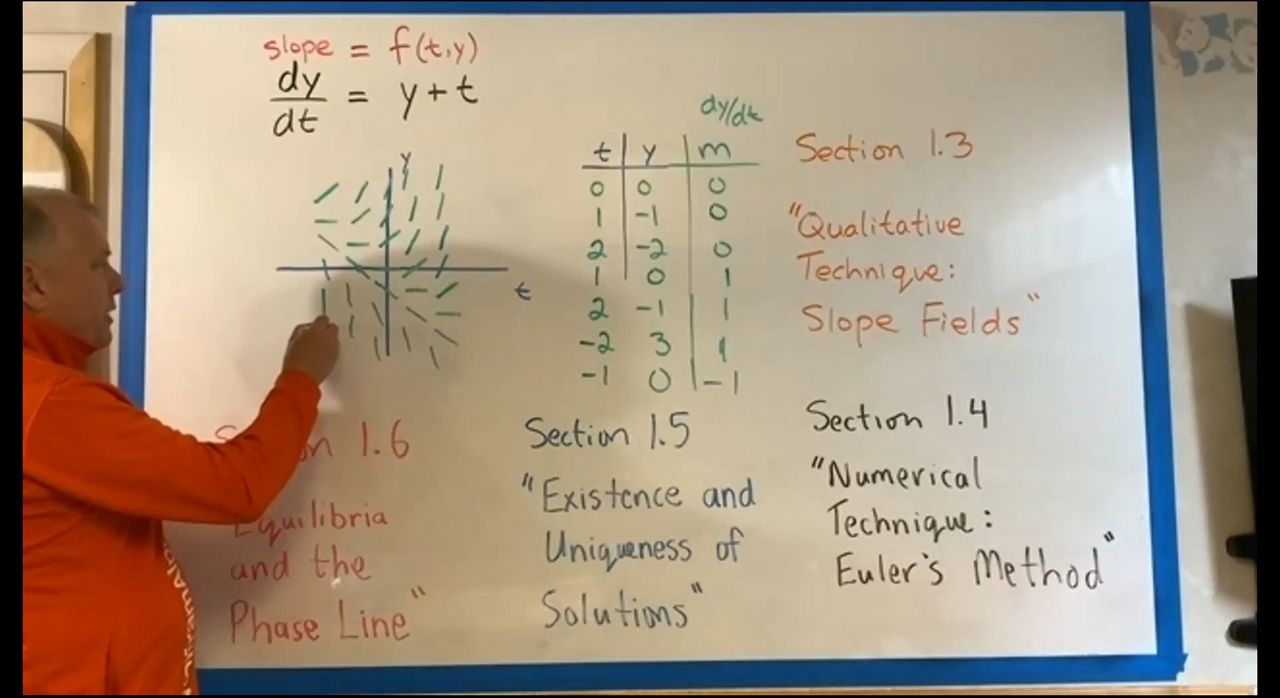 slope = f(t,y)
dy/dt = y + t
y
t
dy/dt
t y m
0 0 0
1 -1 0
2 -2 0
1 0 1
2 -1 1
-2 3 1
-1 0 -1
Section 1.3
"Qualitative
Technique:
Slope Fields"
Section 1.4
"Numerical
Technique:
Euler's Method"
Section 1.5
"Existence and
Uniqueness of
Solutions"
1.6
Equilibria
and the
Phase Line"